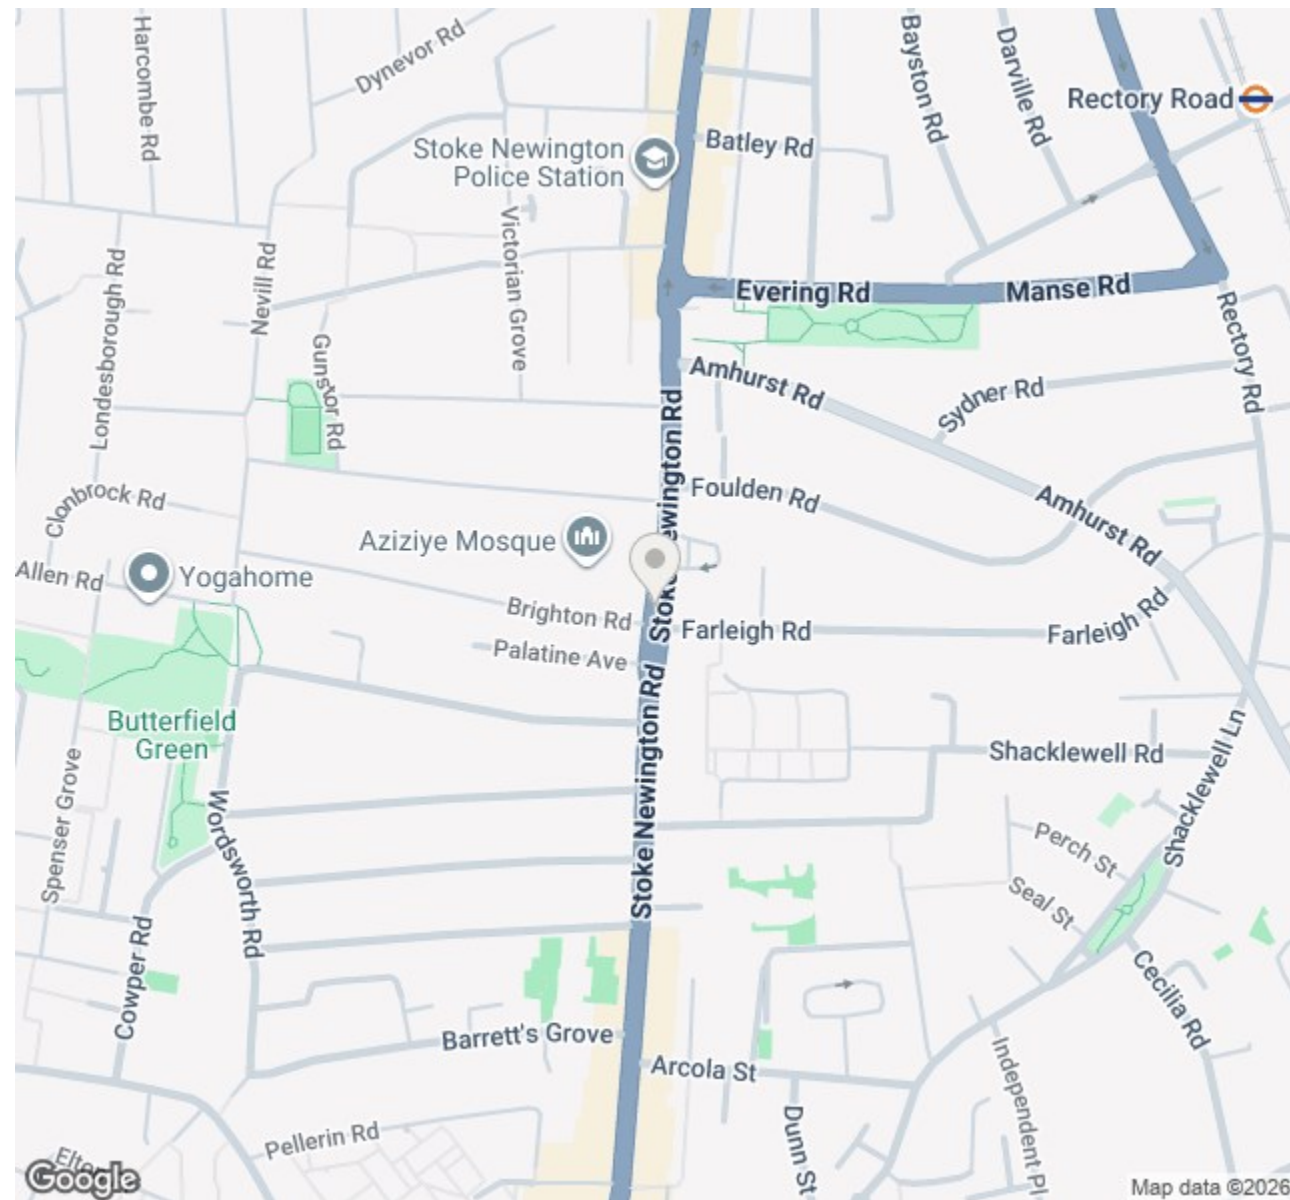 Harcombe Rd
Dynevor Rd
Bayston Rd
Darville Rd
Rectory Road
Stoke Newington
Police Station
Batley Rd
Victorian Grove
Londesborough Rd
Nevill Rd
Evering Rd
Manse Rd
Rectory Rd
Gunstor Rd
Amhurst Rd
Sydner Rd
Stoke Newington Rd
Clonbrock Rd
Foulden Rd
Amhurst Rd
Aziziye Mosque
Allen Rd
Yogahome
Brighton Rd
Farleigh Rd
Farleigh Rd
Palatine Ave
Butterfield
Green
Stoke Newington Rd
Shacklewell Rd
Shacklewell Ln
Spenser Grove
Wordsworth Rd
Perch St
Seal St
Cowper Rd
Cecilia Rd
Barrett's Grove
Arcola St
Independent Pl
Dunn St
Pellerin Rd
Google
Map data ©2026